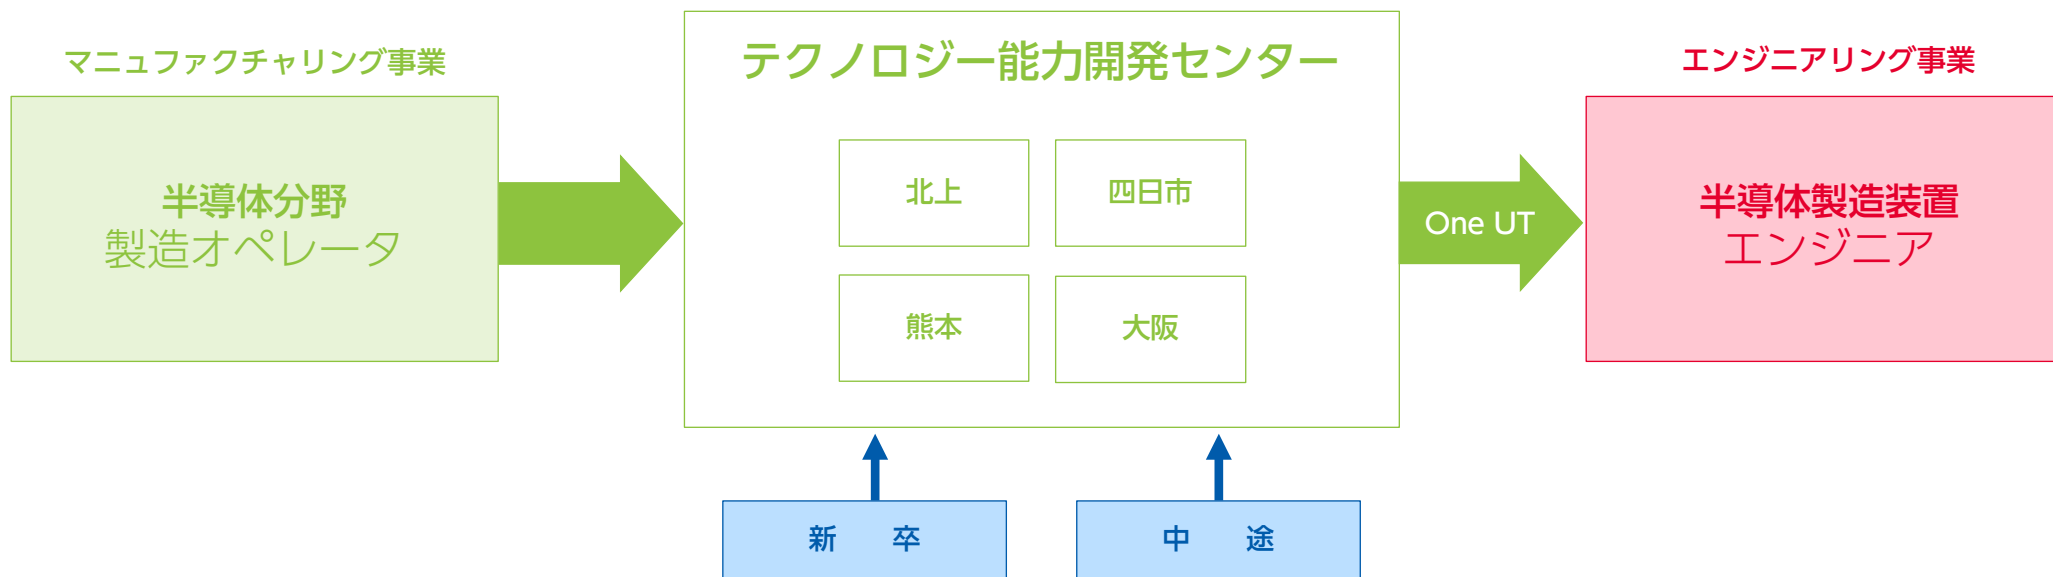 マニュファクチャリング事業
半導体分野
製造オペレータ
テクノロジー能力開発センター
北上
四日市
熊本
大阪
One UT
エンジニアリング事業
半導体製造装置
エンジニア
新　卒
中　途